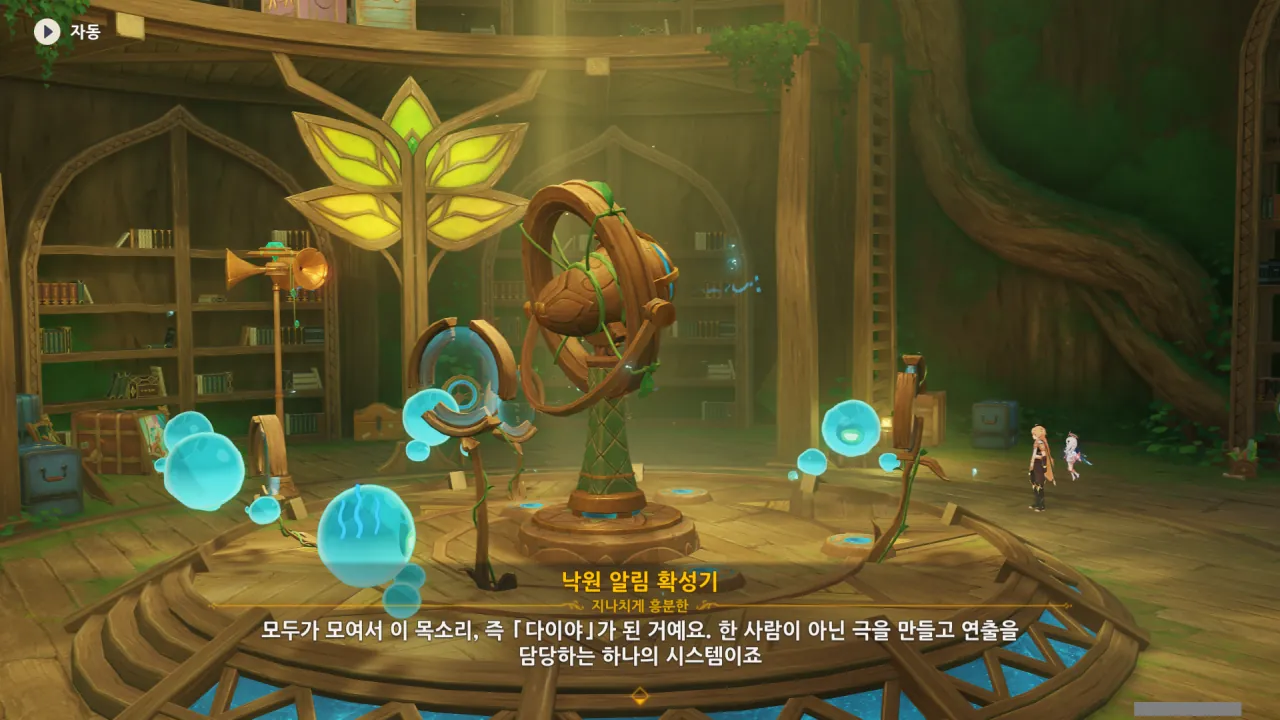 자동
낙원 알림 확성기
지나치게 흥분한
모두가 모여서 이 목소리, 즉 「다이야」가 된 거예요. 한 사람이 아닌 극을 만들고 연출을
담당하는 하나의 시스템이죠